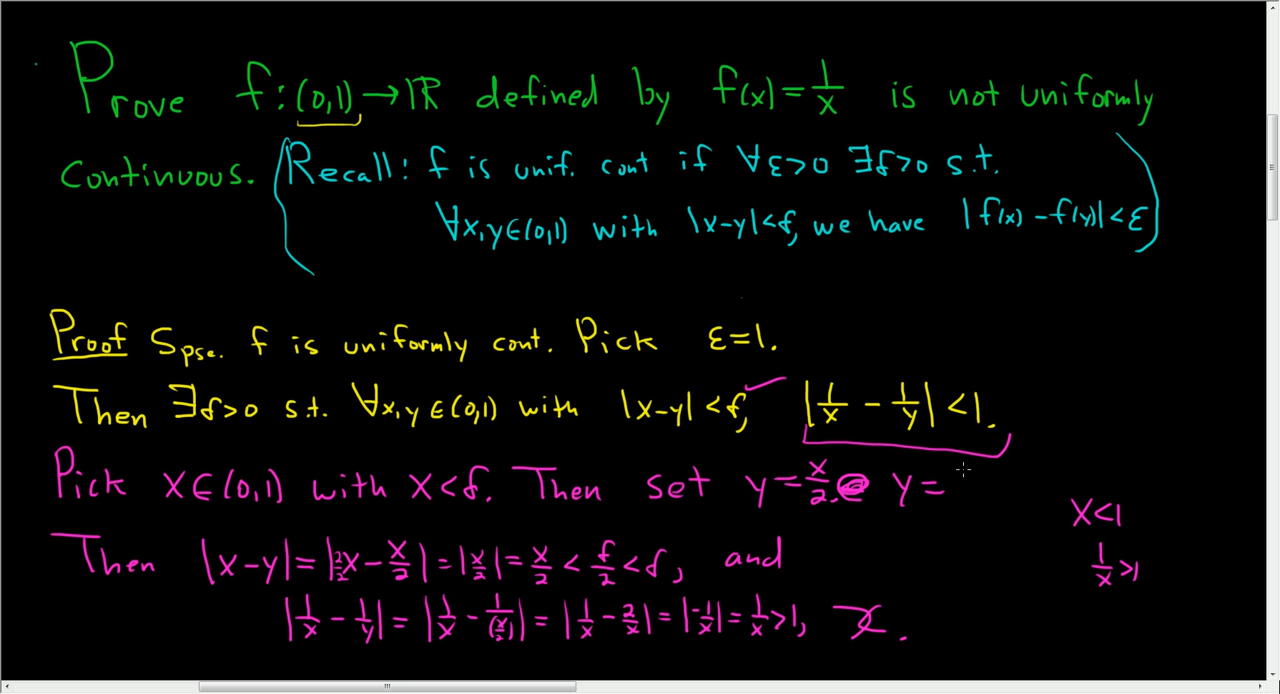 Prove f:(0,1)→ℝ defined by f(x)=1/x is not uniformly
continuous. (Recall: f is unif. cont if ∀ε>0 ∃δ>0 s.t.
∀x,y∈(0,1) with |x-y|<δ, we have |f(x)-f(y)|<ε)
Proof Spse. f is uniformly cont. Pick ε=1.
Then ∃δ>0 s.t. ∀x,y∈(0,1) with |x-y|<δ, |1/x - 1/y|<1.
Pick x∈(0,1) with x<δ. Then set y=x/2. y=
x<1
1/x>1
Then |x-y|=|2/2x-x/2|=|x/2|=x/2<δ/2<δ, and
|1/x - 1/y|=|1/x - 1/(x/2)|=|1/x - 2/x|=|-1/x|=1/x>1,